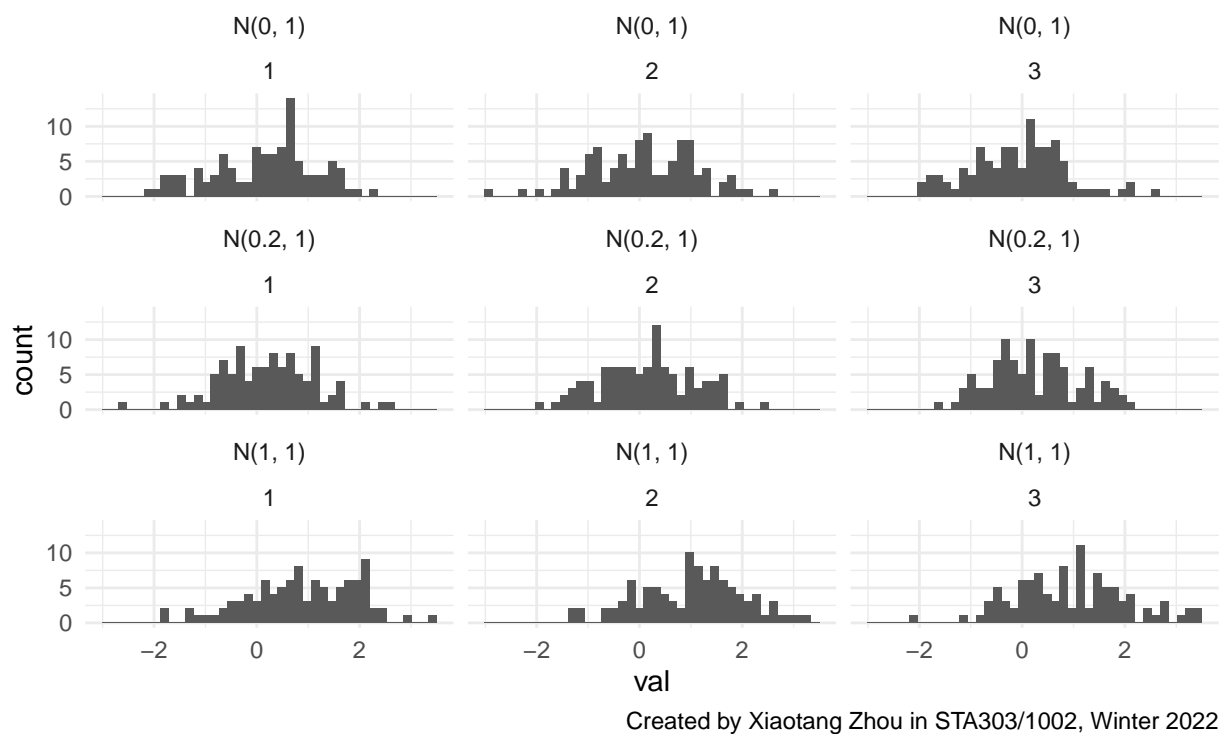 N(0, 1) N(0, 1) N(0, 1)
1 2 3
10
5
0
N(0.2, 1) N(0.2, 1) N(0.2, 1)
1 2 3
10
5
0
count
N(1, 1) N(1, 1) N(1, 1)
1 2 3
10
5
0
−2 0 2 −2 0 2 −2 0 2
val
Created by Xiaotang Zhou in STA303/1002, Winter 2022